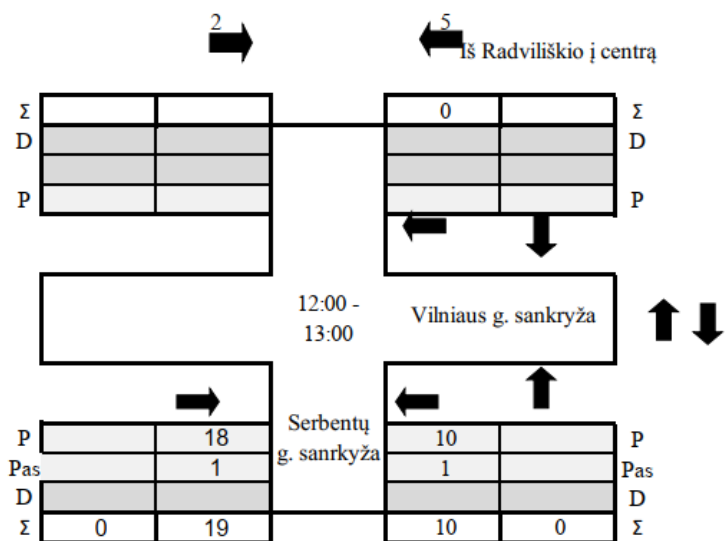 2 5
Iš Radviliškio į centrą
Σ 0 Σ
D D
P P
12:00 -
13:00
Vilniaus g. sankryža
Serbentų
g. sanrkyža
P 18 10 P
Pas 1 1 Pas
D D
Σ 0 19 10 0 Σ